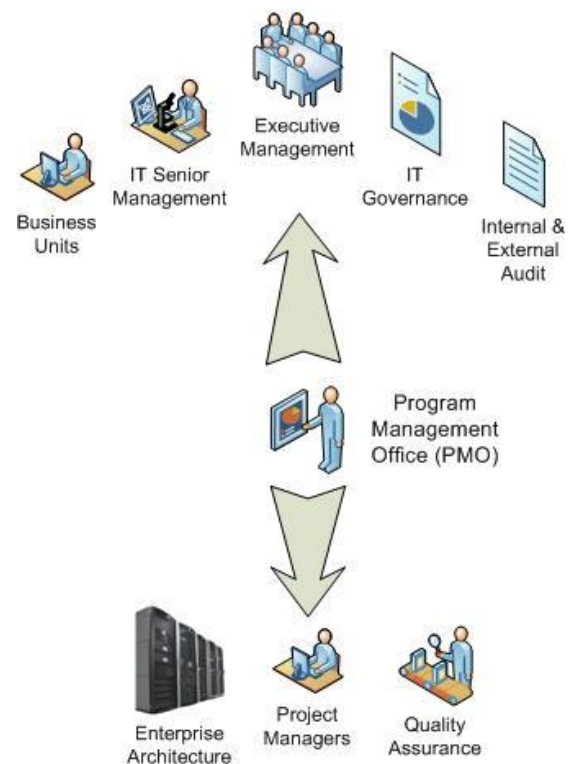 Executive
Management
IT Senior
Management
IT
Governance
Business
Units
Internal &
External
Audit
Program
Management
Office (PMO)
Enterprise
Architecture
Project
Managers
Quality
Assurance